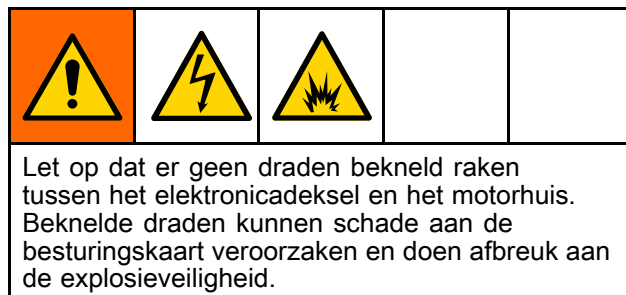 Let op dat er geen draden bekneld raken
tussen het elektronicadeksel en het motorhuis.
Beknelde draden kunnen schade aan de
besturingskaart veroorzaken en doen afbreuk aan
de explosieveiligheid.